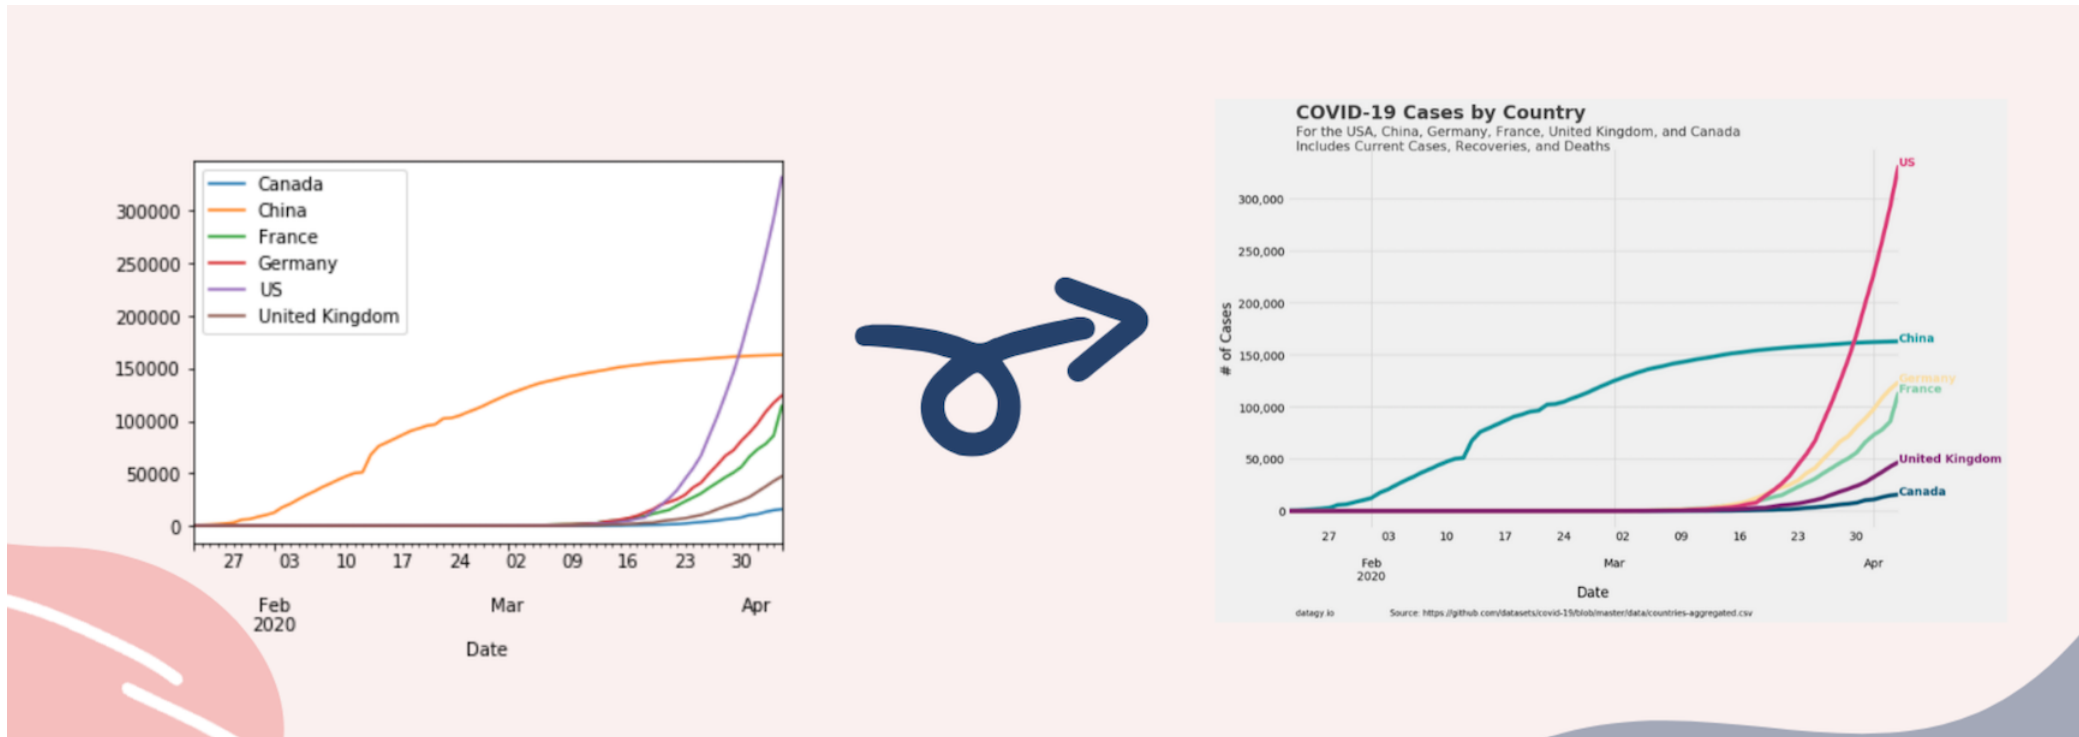 Canada
China
France
Germany
US
United Kingdom
300000
250000
200000
150000
100000
50000
0
27 03 10 17 24 02 09 16 23 30
Feb Mar Apr
2020
Date
COVID-19 Cases by Country
For the USA, China, Germany, France, United Kingdom, and Canada
Includes Current Cases, Recoveries, and Deaths
US
300,000
250,000
200,000
# of Cases
150,000
China
Germany
France
100,000
50,000
United Kingdom
Canada
0
27 03 10 17 24 02 09 16 23 30
Feb Mar Apr
2020
Date
datagy.io Source: https://github.com/datasets/covid-19/blob/master/data/countries-aggregated.csv